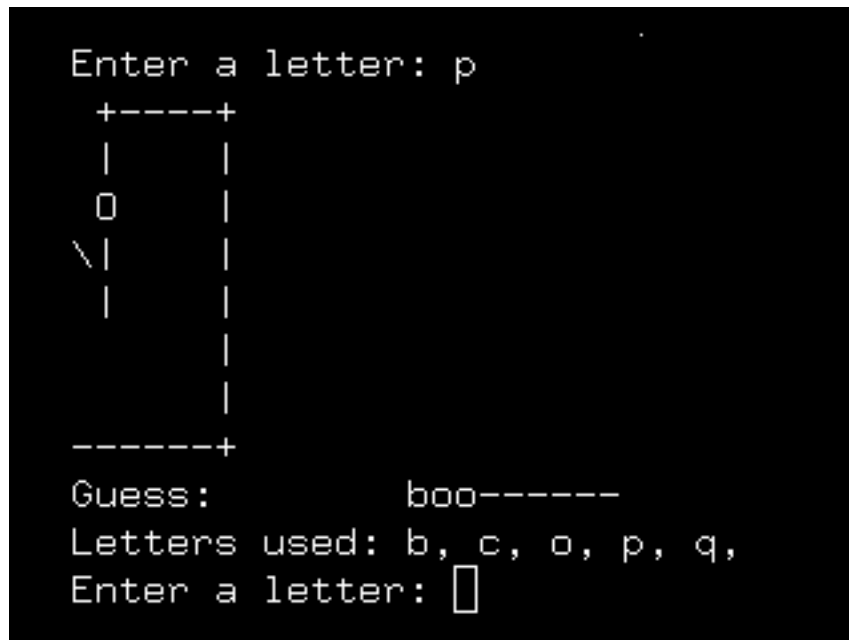 Enter a letter: p
+----+
|    |
O    |
\|    |
|    |
|
|
------+
Guess: boo------
Letters used: b, c, o, p, q,
Enter a letter: